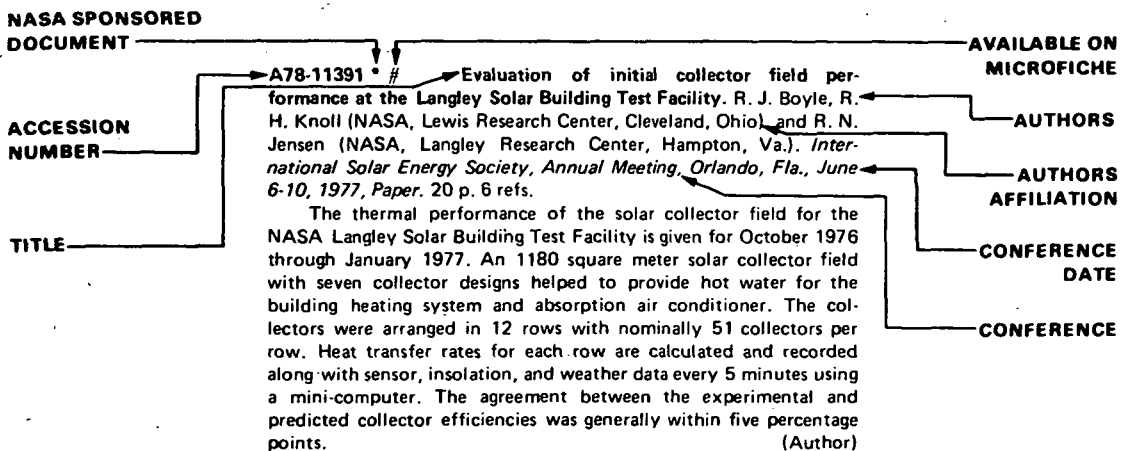 NASA SPONSORED
DOCUMENT
AVAILABLE ON
MICROFICHE
ACCESSION
NUMBER
AUTHORS
AUTHORS
AFFILIATION
TITLE
CONFERENCE
DATE
CONFERENCE
A78-11391 * # Evaluation of initial collector field per-
formance at the Langley Solar Building Test Facility. R. J. Boyle, R.
H. Knoll (NASA, Lewis Research Center, Cleveland, Ohio), and R. N.
Jensen (NASA, Langley Research Center, Hampton, Va.). Inter-
national Solar Energy Society, Annual Meeting, Orlando, Fla., June
6-10, 1977, Paper. 20 p. 6 refs.
The thermal performance of the solar collector field for the
NASA Langley Solar Building Test Facility is given for October 1976
through January 1977. An 1180 square meter solar collector field
with seven collector designs helped to provide hot water for the
building heating system and absorption air conditioner. The col-
lectors were arranged in 12 rows with nominally 51 collectors per
row. Heat transfer rates for each row are calculated and recorded
along with sensor, insolation, and weather data every 5 minutes using
a mini-computer. The agreement between the experimental and
predicted collector efficiencies was generally within five percentage
points. (Author)